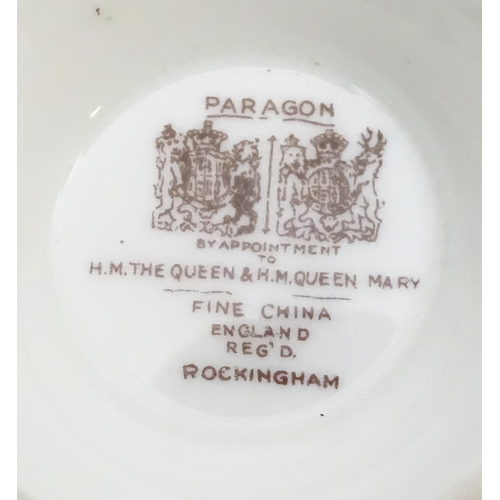 PARAGON
BY APPOINTMENT
TO
H.M. THE QUEEN & H.M. QUEEN MARY
FINE CHINA
ENGLAND
REG'D.
ROCKINGHAM